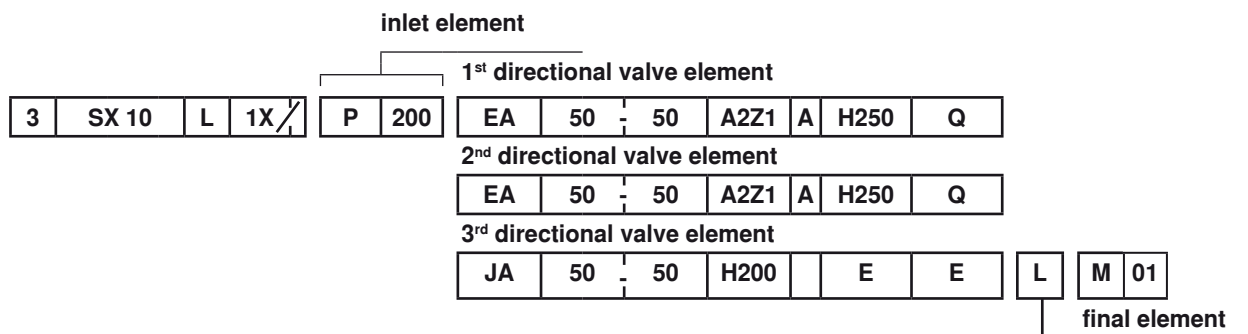 inlet element
1st directional valve element
3 SX 10 L 1X/ P 200 EA 50 - 50 A2Z1 A H250 Q
2nd directional valve element
EA 50 - 50 A2Z1 A H250 Q
3rd directional valve element
JA 50 - 50 H200 E E L M 01
final element